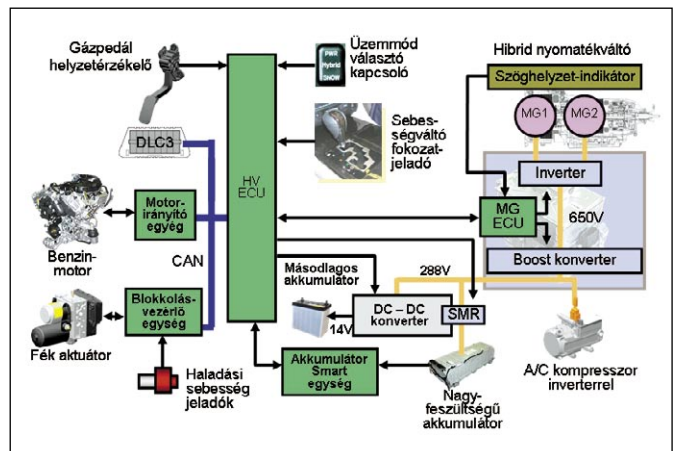 Gázpedál
helyzetérzékelő
PWR
Hybrid
SNOW
Üzemmód
választó
kapcsoló
Hibrid nyomatékváltó
Szöghelyzet-indikátor
MG1
MG2
DLC3
HV
ECU
Sebes-
ségváltó
fokozat-
jeladó
Inverter
MG
ECU
650V
Motor-
irányító
egyég
Benzin-
motor
CAN
Boost konverter
288V
Másodlagos
akkumulátor
14V
DC – DC
konverter
SMR
Blokkolás-
vezérlő
egység
Fék aktuátor
Haladási
sebesség
jeladók
Akkumulátor
Smart
egység
Nagy-
feszültségű
akkumulátor
A/C kompresszor
inverterrel